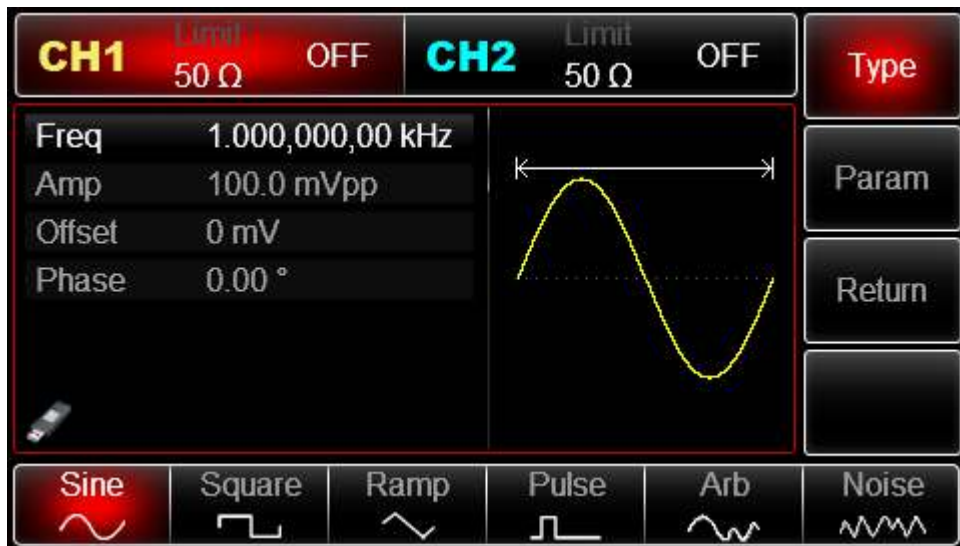 CH1 Limit 50 Ω OFF
CH2 Limit 50 Ω OFF
Type
Freq 1.000,000,00 kHz
Amp 100.0 mVpp
Offset 0 mV
Phase 0.00 °
Param
Return
Sine Square Ramp Pulse Arb Noise